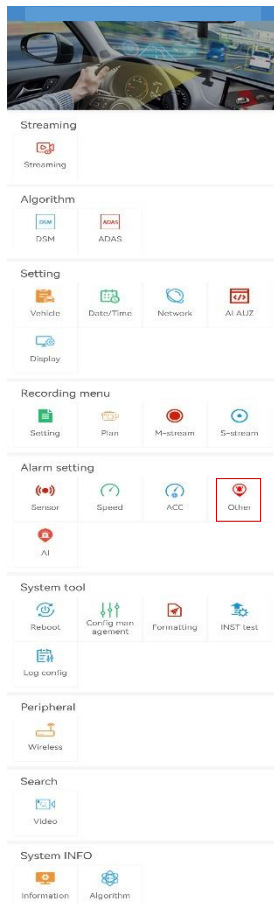 Streaming
Streaming
Algorithm
DSM ADAS
DSM ADAS
Setting
Vehicle Date/Time Network AI AUZ
Display
Recording menu
Setting Plan M-stream S-stream
Alarm setting
Sensor Speed ACC Other
AI
System tool
Reboot Config man Formatting INST test
agement
Log config
Peripheral
Wireless
Search
Video
System INFO
Information Algorithm